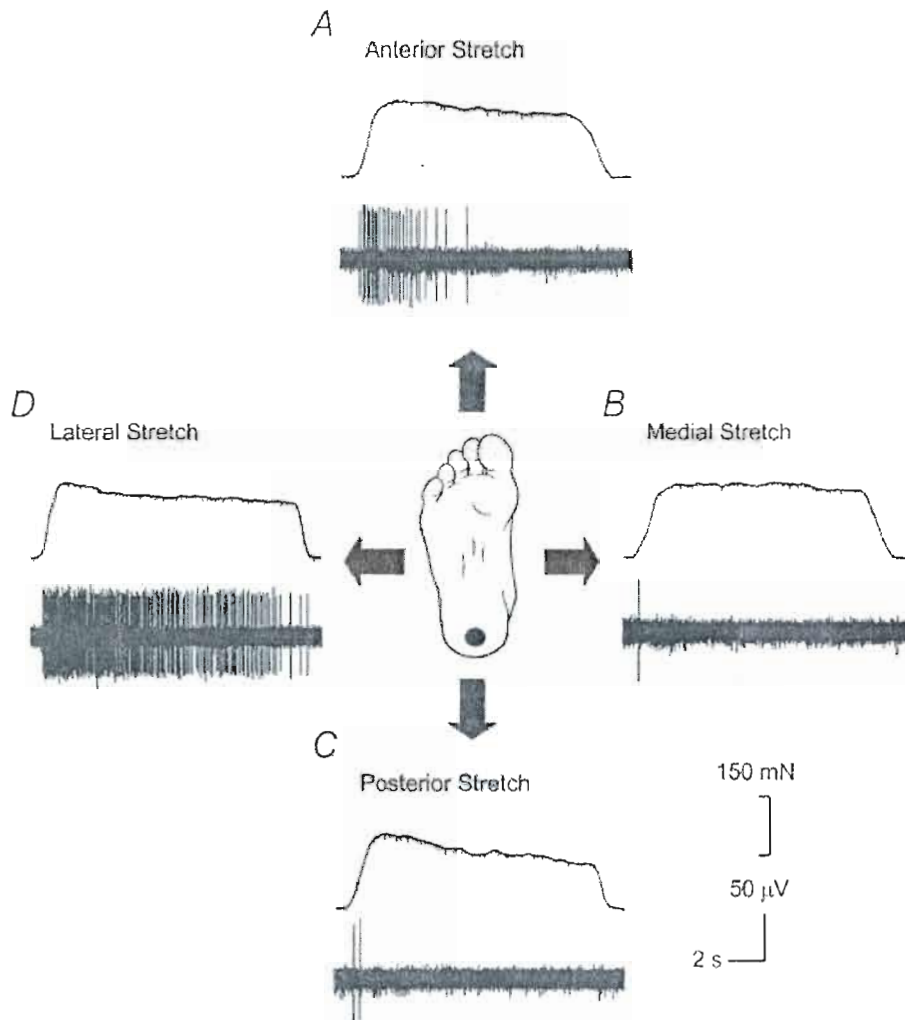 A
Anterior Stretch
D
Lateral Stretch
B
Medial Stretch
C
Posterior Stretch
150 mN
50 μV
2 s